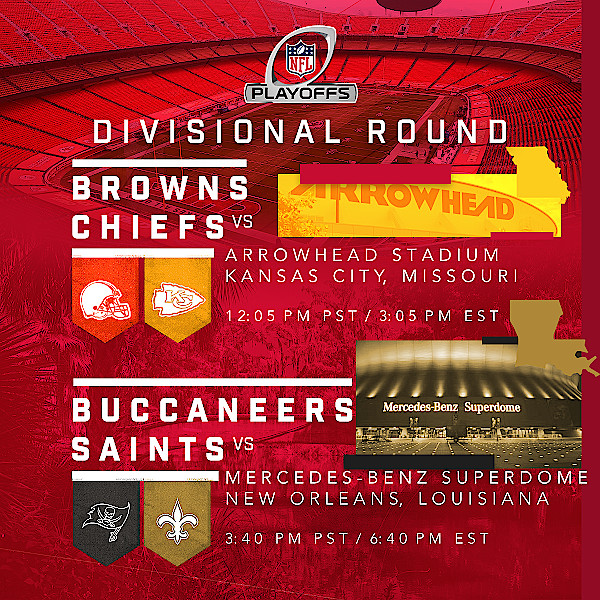 NFL
PLAYOFFS
DIVISIONAL ROUND
BROWNS
CHIEFS VS
ARROWHEAD
ARROWHEAD STADIUM
KANSAS CITY, MISSOURI
KC
12:05 PM PST / 3:05 PM EST
Mercedes-Benz Superdome
BUCCANEERS
SAINTS VS
MERCEDES-BENZ SUPERDOME
NEW ORLEANS, LOUISIANA
3:40 PM PST / 6:40 PM EST